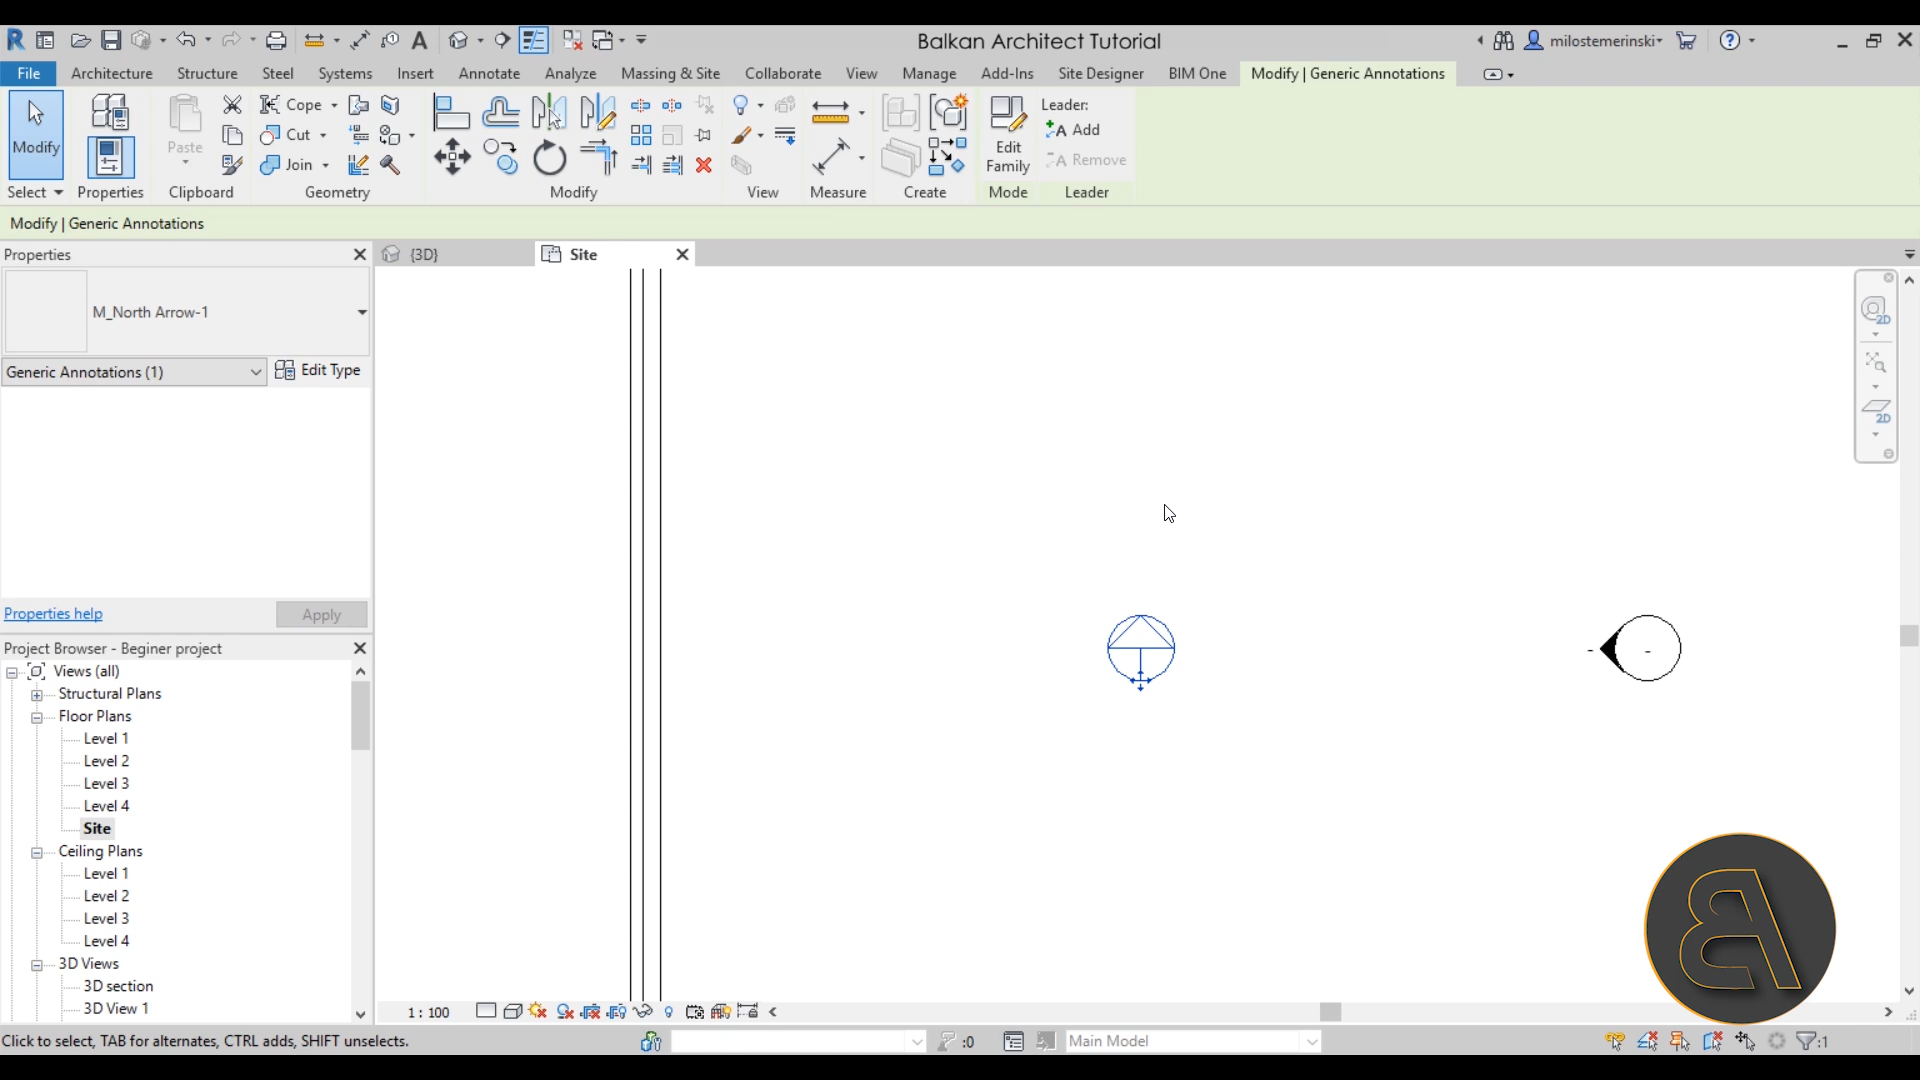 Balkan Architect Tutorial
milostemerinski
File Architecture Structure Steel Systems Insert Annotate Analyze Massing & Site Collaborate View Manage Add-Ins Site Designer BIM One Modify | Generic Annotations
Modify
Paste
Cope
Cut
Join
Edit
Family
Leader:
Add
Remove
Select Properties Clipboard Geometry Modify View Measure Create Mode Leader
Modify | Generic Annotations
Properties
{3D}
Site
M_North Arrow-1
Generic Annotations (1)
Edit Type
Properties help
Apply
Project Browser - Beginer project
Views (all)
Structural Plans
Floor Plans
Level 1
Level 2
Level 3
Level 4
Site
Ceiling Plans
Level 1
Level 2
Level 3
Level 4
3D Views
3D section
3D View 1
2D
2D
1 : 100
Click to select, TAB for alternates, CTRL adds, SHIFT unselects.
:0
Main Model
:1